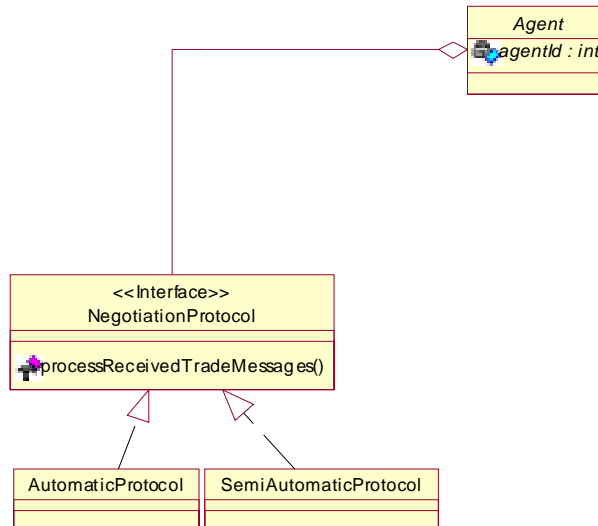 Agent
agentId : int
<<Interface>>
NegotiationProtocol
processReceivedTradeMessages()
AutomaticProtocol
SemiAutomaticProtocol